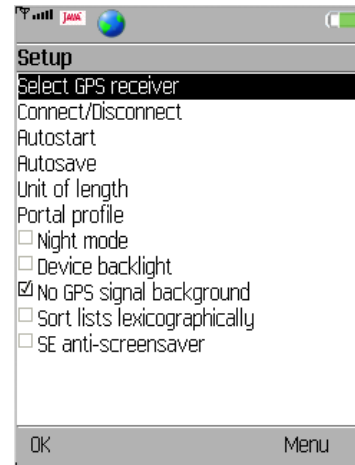 JAVA
Setup
Select GPS receiver
Connect/Disconnect
Autostart
Autosave
Unit of length
Portal profile
Night mode
Device backlight
No GPS signal background
Sort lists lexicographically
SE anti-screensaver
OK Menu